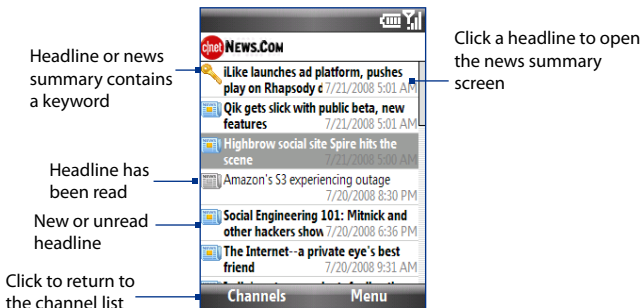 Headline or news
summary contains
a keyword
Headline has
been read
New or unread
headline
Click to return to
the channel list
c|net NEWS.COM
iLike launches ad platform, pushes
play on Rhapsody d 7/21/2008 5:01 AM
Qik gets slick with public beta, new
features 7/21/2008 5:01 AM
Highbrow social site Spire hits the
scene 7/21/2008 5:00 AM
Amazon's S3 experiencing outage
7/20/2008 8:30 PM
Social Engineering 101: Mitnick and
other hackers show 7/20/2008 6:36 PM
The Internet--a private eye's best
friend 7/20/2008 9:31 AM
Channels Menu
Click a headline to open
the news summary
screen